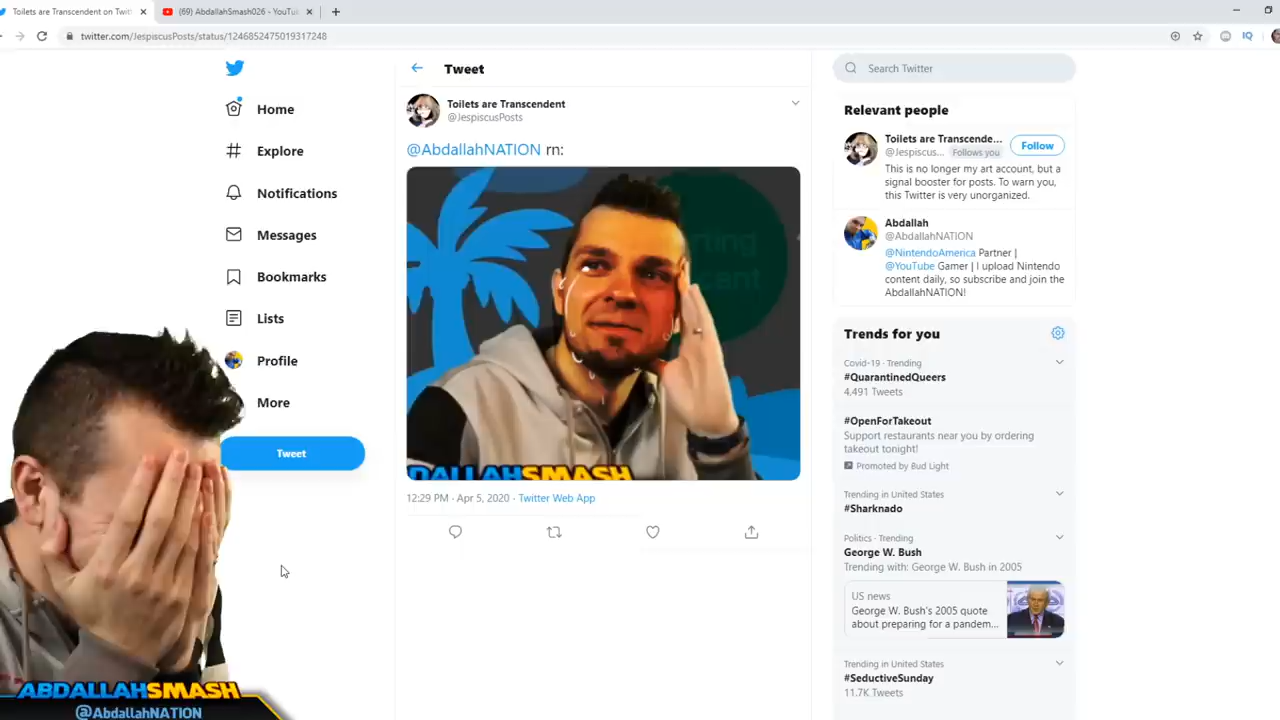 Toilets are Transcendent on Twit
(69) AbdallahSmash026 - YouTu
twitter.com/JespiscusPosts/status/1246852475019317248
Home
Explore
Notifications
Messages
Bookmarks
Lists
Profile
More
Tweet
Tweet
Toilets are Transcendent
@JespiscusPosts
@AbdallahNATION rn:
DALLAHSMASH
12:29 PM · Apr 5, 2020 · Twitter Web App
Search Twitter
Relevant people
Toilets are Transcende...
@Jespiscus... Follows you
Follow
This is no longer my art account, but a
signal booster for posts. To warn you,
this Twitter is very unorganized.
Abdallah
@AbdallahNATION
@NintendoAmerica Partner |
@YouTube Gamer | I upload Nintendo
content daily, so subscribe and join the
AbdallahNATION!
Trends for you
Covid-19 · Trending
#QuarantinedQueers
4,491 Tweets
#OpenForTakeout
Support restaurants near you by ordering
takeout tonight!
Promoted by Bud Light
Trending in United States
#Sharknado
Politics · Trending
George W. Bush
Trending with: George W. Bush in 2005
US news
George W. Bush's 2005 quote
about preparing for a pandem...
Trending in United States
#SeductiveSunday
11.7K Tweets
ABDALLAHSMASH
@AbdallahNATION
IQ